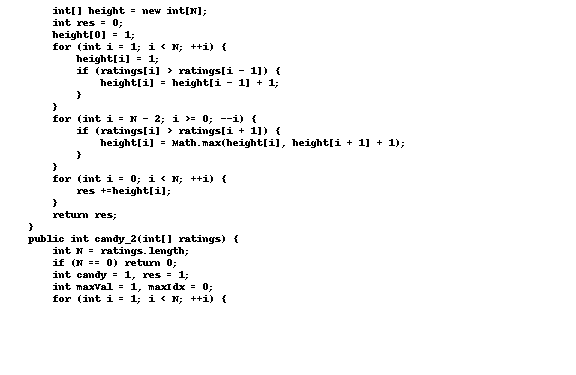 int[] height = new int[N];
int res = 0;
height[0] = 1;
for (int i = 1; i < N; ++i) {
height[i] = 1;
if (ratings[i] > ratings[i - 1]) {
height[i] = height[i - 1] + 1;
}
}
for (int i = N - 2; i >= 0; --i) {
if (ratings[i] > ratings[i + 1]) {
height[i] = Math.max(height[i], height[i + 1] + 1);
}
}
for (int i = 0; i < N; ++i) {
res +=height[i];
}
return res;
}
public int candy_2(int[] ratings) {
int N = ratings.length;
if (N == 0) return 0;
int candy = 1, res = 1;
int maxVal = 1, maxIdx = 0;
for (int i = 1; i < N; ++i) {